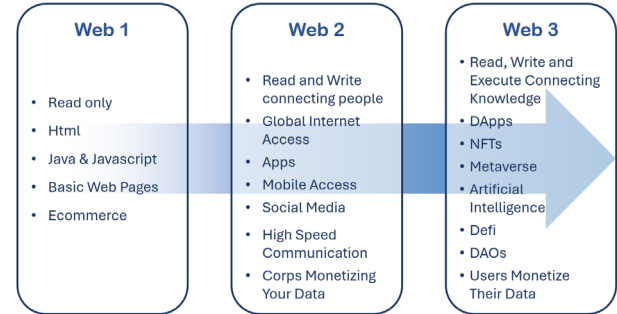 Web 1
• Read only
• Html
• Java & Javascript
• Basic Web Pages
• Ecommerce
Web 2
• Read and Write
connecting people
• Global Internet
Access
• Apps
• Mobile Access
• Social Media
• High Speed
Communication
• Corps Monetizing
Your Data
Web 3
• Read, Write and
Execute Connecting
Knowledge
• DApps
• NFTs
• Metaverse
• Artificial
Intelligence
• Defi
• DAOs
• Users Monetize
Their Data